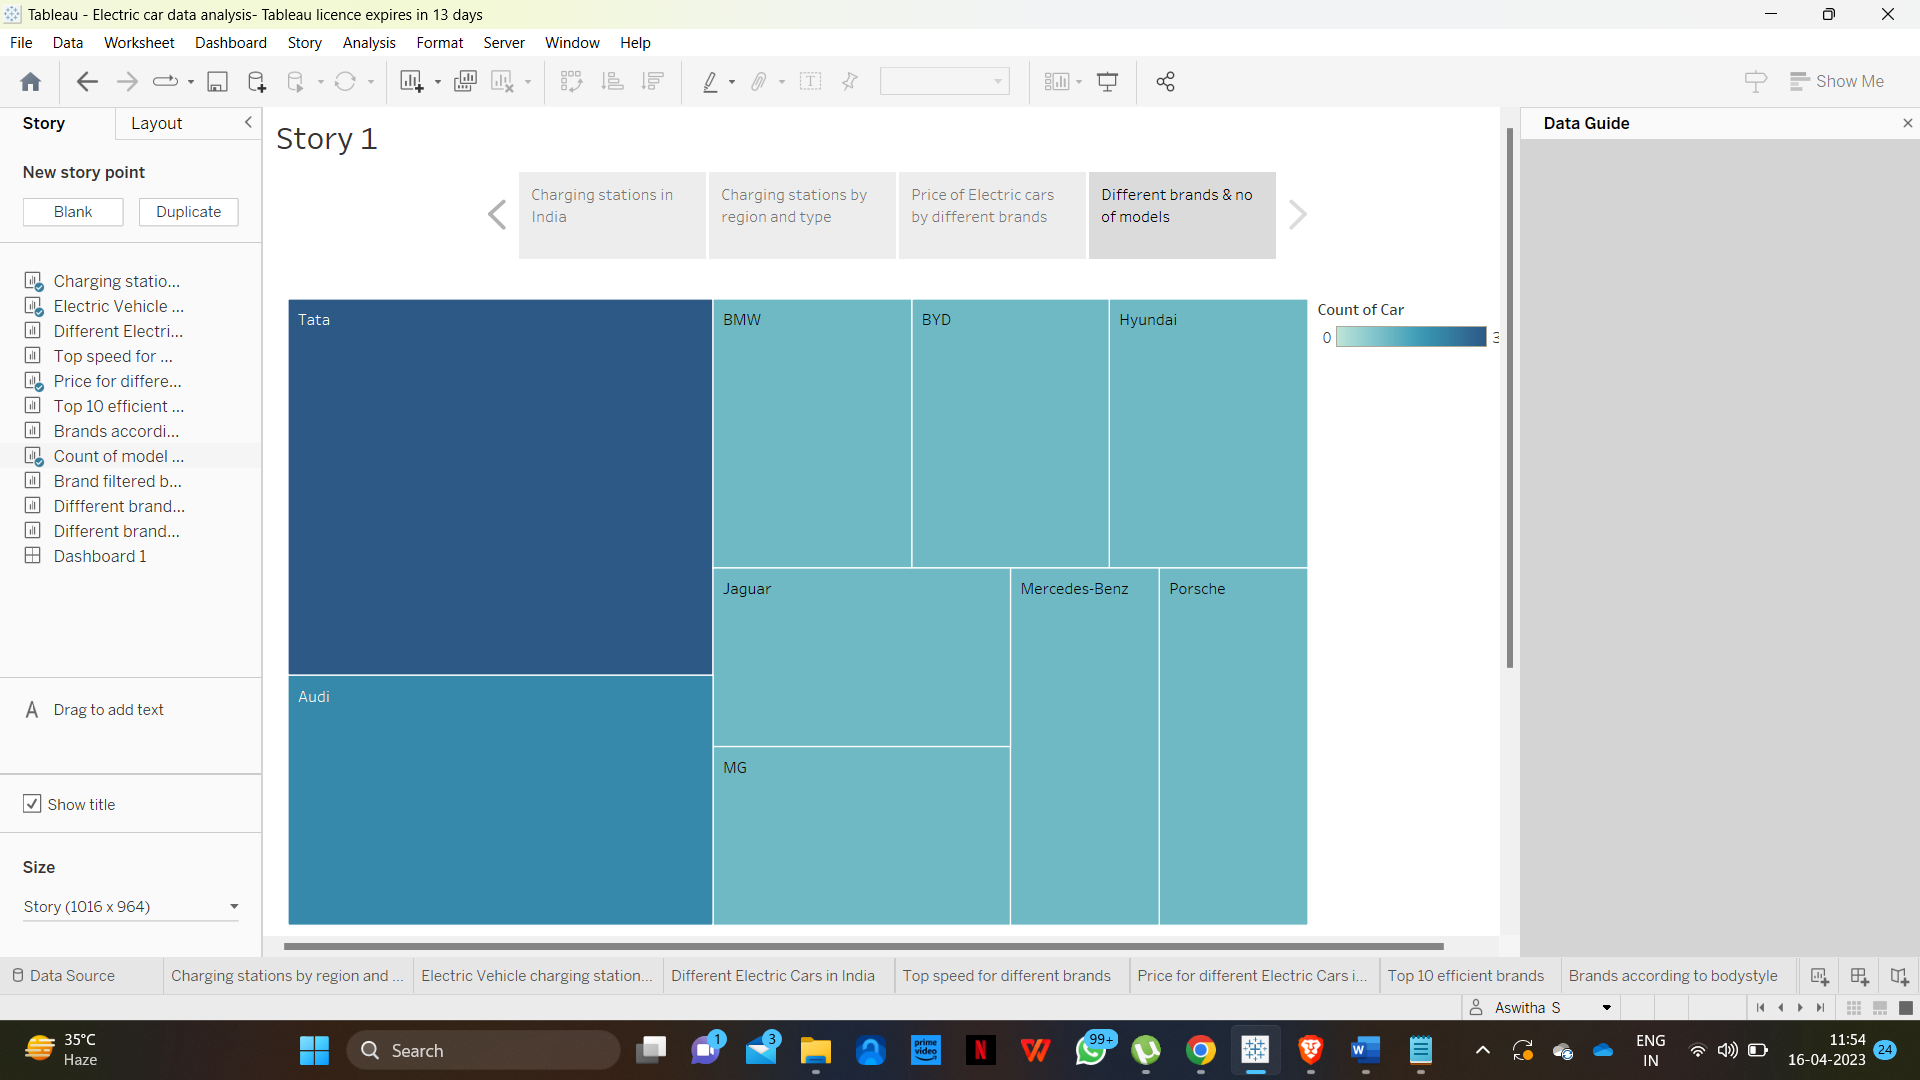 Tableau - Electric car data analysis- Tableau licence expires in 13 days
File Data Worksheet Dashboard Story Analysis Format Server Window Help
Show Me
Story Layout
New story point
Blank Duplicate
Charging statio...
Electric Vehicle ...
Different Electri...
Top speed for ...
Price for differe...
Top 10 efficient ...
Brands accordi...
Count of model ...
Brand filtered b...
Diffferent brand...
Different brand...
Dashboard 1
Drag to add text
Show title
Size
Story (1016 x 964)
Story 1
Charging stations in
India
Charging stations by
region and type
Price of Electric cars
by different brands
Different brands & no
of models
Tata
BMW
BYD
Hyundai
Audi
Jaguar
Mercedes-Benz
Porsche
MG
Count of Car
0 3
Data Guide
Data Source Charging stations by region and ... Electric Vehicle charging station... Different Electric Cars in India Top speed for different brands Price for different Electric Cars i... Top 10 efficient brands Brands according to bodystyle
Aswitha S
35°C
Haze
Search
1
3
prime
video
99+
ENG
IN
11:54
16-04-2023
24